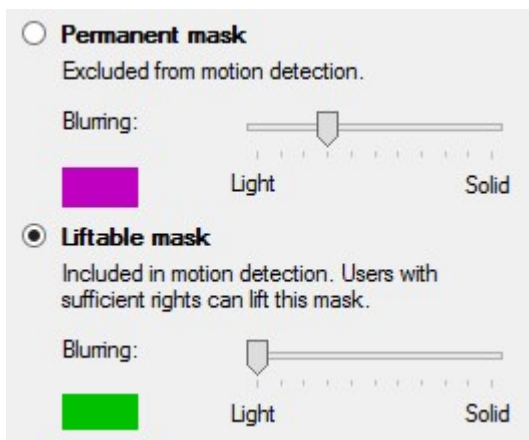 Permanent mask
Excluded from motion detection.
Blurring:
Light Solid
Liftable mask
Included in motion detection. Users with
sufficient rights can lift this mask.
Blurring:
Light Solid